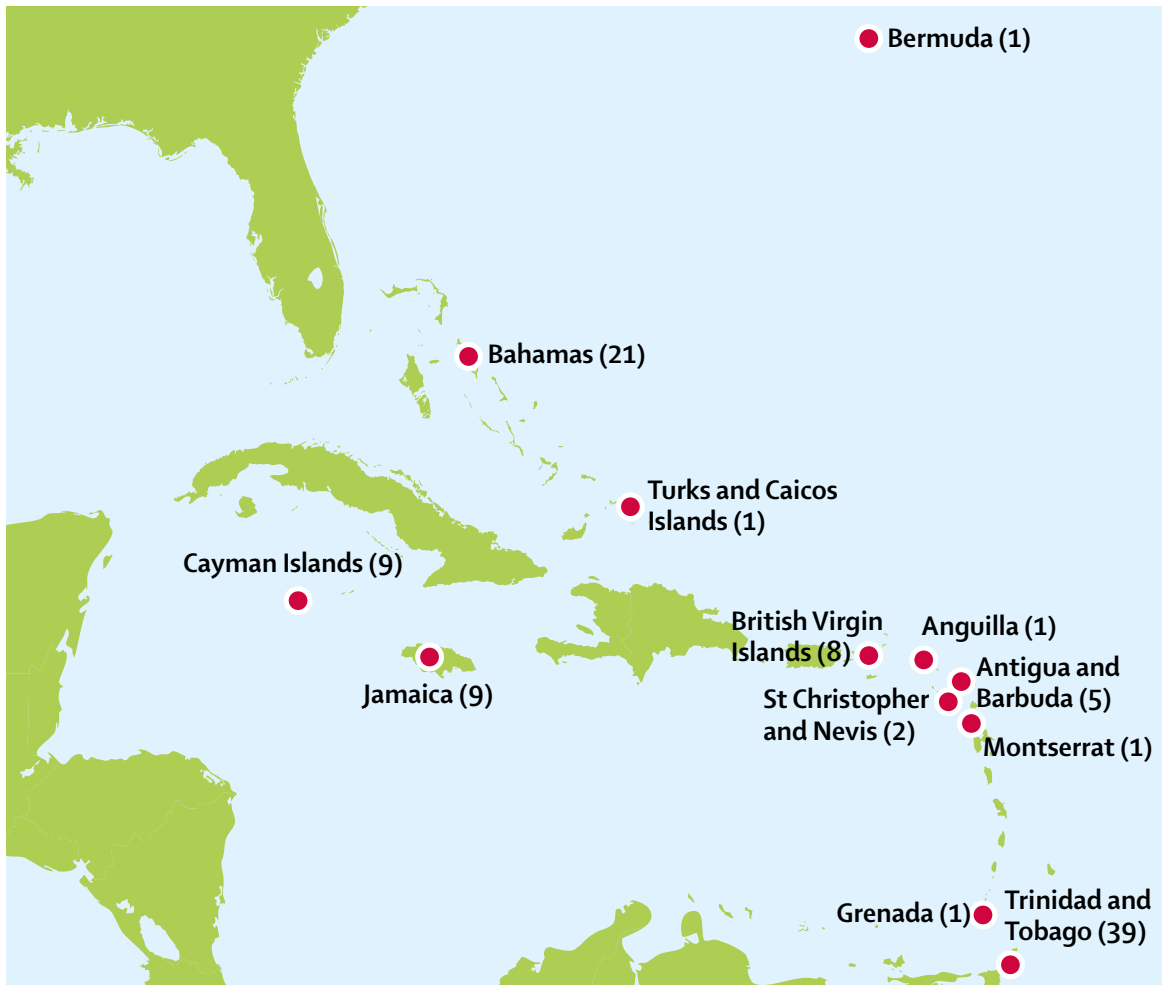 Bermuda (1)
Bahamas (21)
Turks and Caicos
Islands (1)
Cayman Islands (9)
Jamaica (9)
British Virgin
Islands (8)
Anguilla (1)
Antigua and
Barbuda (5)
St Christopher
and Nevis (2)
Montserrat (1)
Grenada (1)
Trinidad and
Tobago (39)